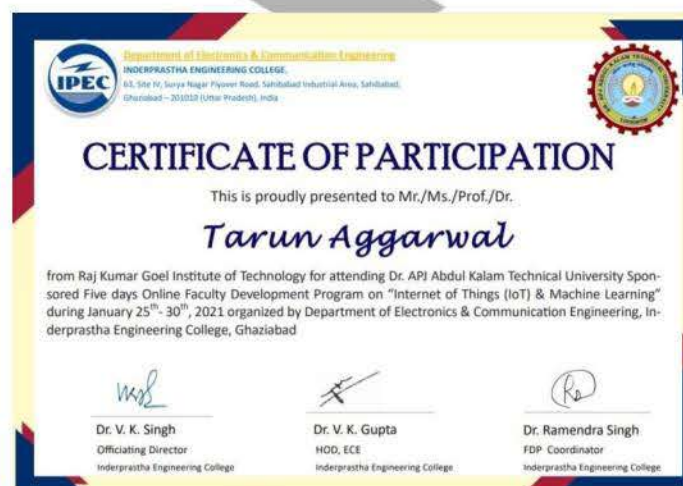 IPEC
Department of Electronics & Communication Engineering
INDERPRASTHA ENGINEERING COLLEGE,
63, Site IV, Surya Nagar Flyover Road, Sahibabad Industrial Area, Sahibabad,
Ghaziabad – 201010 (Uttar Pradesh), India
CERTIFICATE OF PARTICIPATION
This is proudly presented to Mr./Ms./Prof./Dr.
Tarun Aggarwal
from Raj Kumar Goel Institute of Technology for attending Dr. APJ Abdul Kalam Technical University Spon-
sored Five days Online Faculty Development Program on "Internet of Things (IoT) & Machine Learning"
during January 25th- 30th, 2021 organized by Department of Electronics & Communication Engineering, In-
derprastha Engineering College, Ghaziabad
Dr. V. K. Singh
Officiating Director
Inderprastha Engineering College
Dr. V. K. Gupta
HOD, ECE
Inderprastha Engineering College
Dr. Ramendra Singh
FDP Coordinator
Inderprastha Engineering College